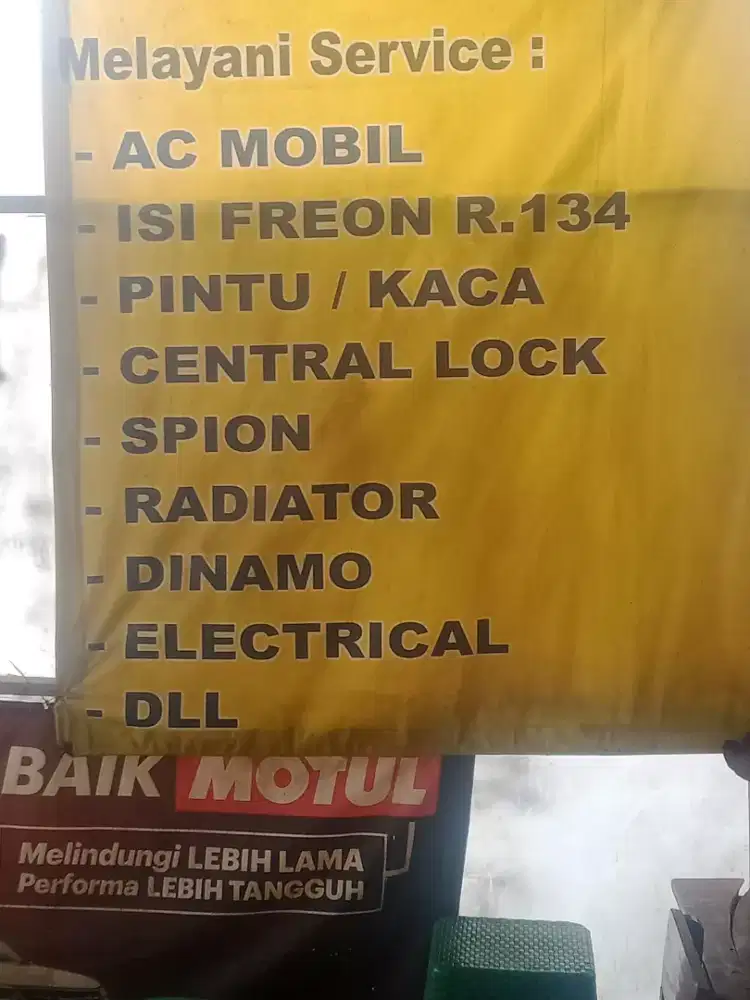 Melayani Service :
- AC MOBIL
- ISI FREON R.134
- PINTU / KACA
- CENTRAL LOCK
- SPION
- RADIATOR
- DINAMO
- ELECTRICAL
- DLL
BAIK MOTUL
Melindungi LEBIH LAMA
Performa LEBIH TANGGUH